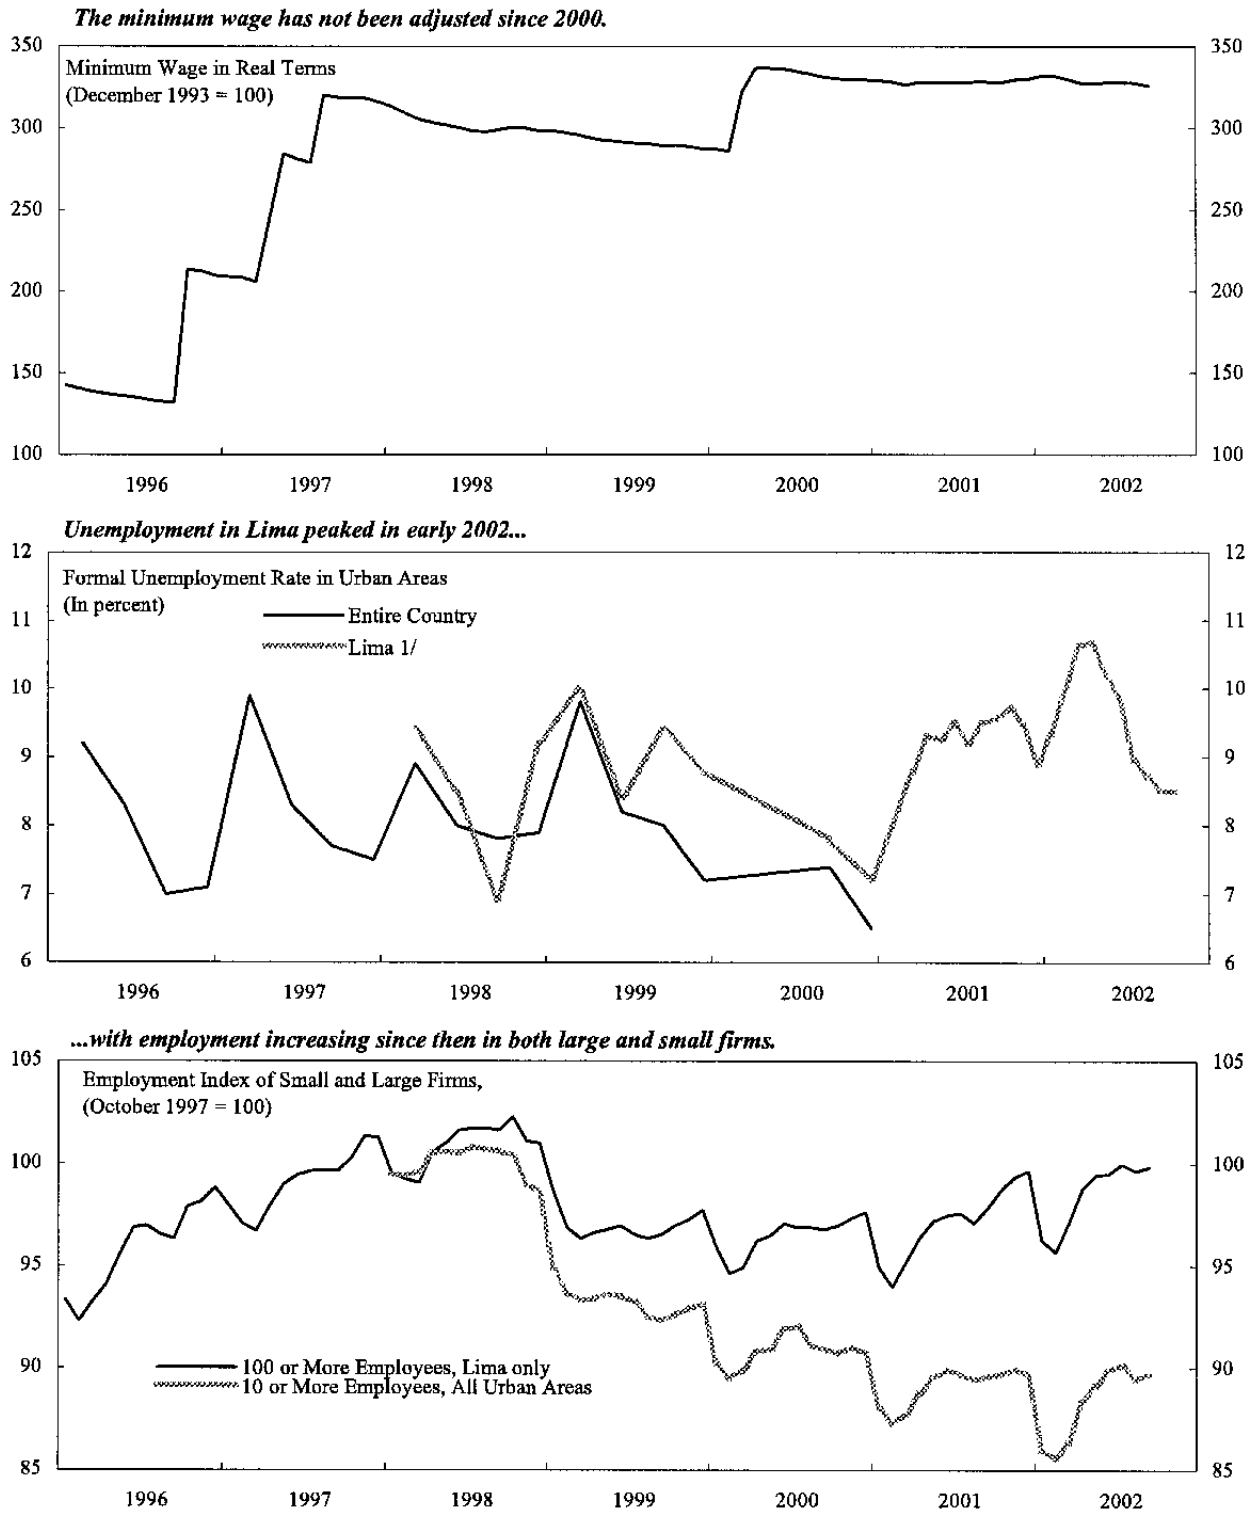 The minimum wage has not been adjusted since 2000.
350 350
Minimum Wage in Real Terms
(December 1993 = 100)
300 300
250 250
200 200
150 150
100 100
1996 1997 1998 1999 2000 2001 2002
Unemployment in Lima peaked in early 2002...
12 12
Formal Unemployment Rate in Urban Areas
(In percent)
Entire Country
11 11
Lima 1/
10 10
9 9
8 8
7 7
6 6
1996 1997 1998 1999 2000 2001 2002
...with employment increasing since then in both large and small firms.
105 105
Employment Index of Small and Large Firms,
(October 1997 = 100)
100 100
95 95
90 90
100 or More Employees, Lima only
10 or More Employees, All Urban Areas
85 85
1996 1997 1998 1999 2000 2001 2002